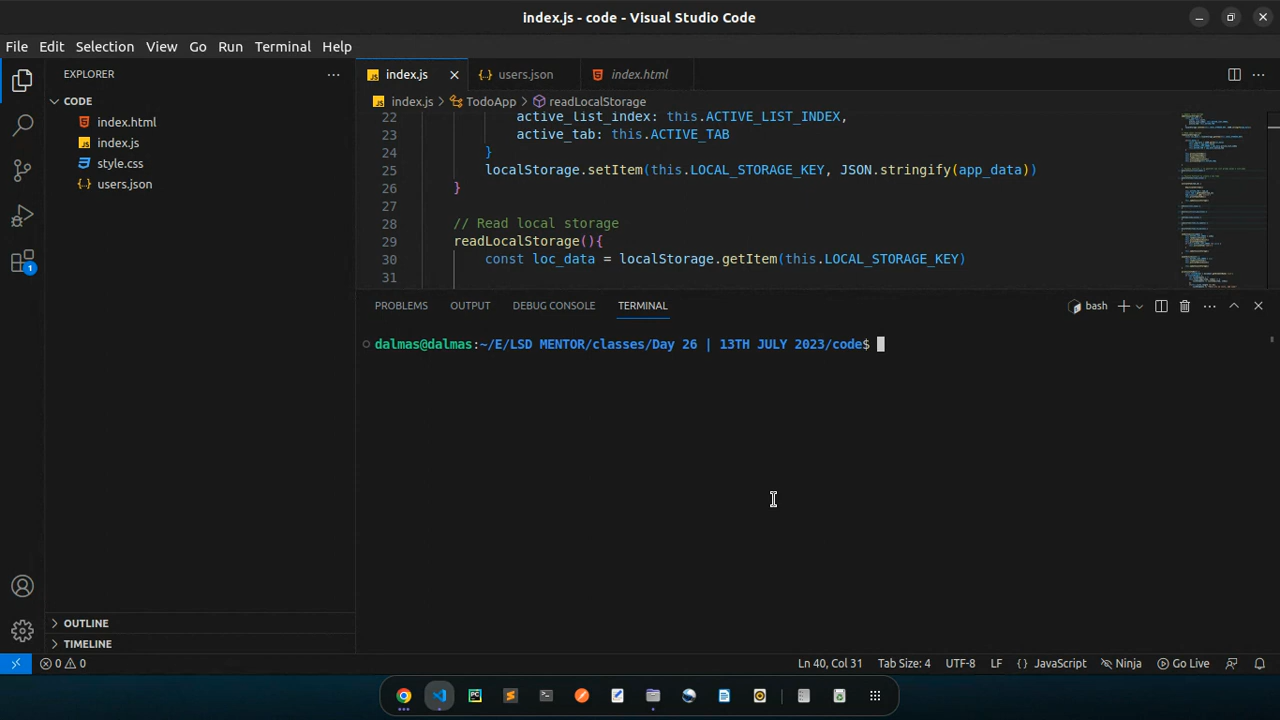 index.js - code - Visual Studio Code
File Edit Selection View Go Run Terminal Help
EXPLORER
CODE
index.html
index.js
style.css
users.json
OUTLINE
TIMELINE
index.js users.json index.html
index.js > TodoApp > readLocalStorage
22 active_list_index: this.ACTIVE_LIST_INDEX,
23 active_tab: this.ACTIVE_TAB
24 }
25 localStorage.setItem(this.LOCAL_STORAGE_KEY, JSON.stringify(app_data))
26 }
27
28 // Read local storage
29 readLocalStorage(){
30 const loc_data = localStorage.getItem(this.LOCAL_STORAGE_KEY)
31
PROBLEMS OUTPUT DEBUG CONSOLE TERMINAL bash
dalmas@dalmas:~/E/LSD MENTOR/classes/Day 26 | 13TH JULY 2023/code$
1
0 0 Ln 40, Col 31 Tab Size: 4 UTF-8 LF {} JavaScript Ninja Go Live